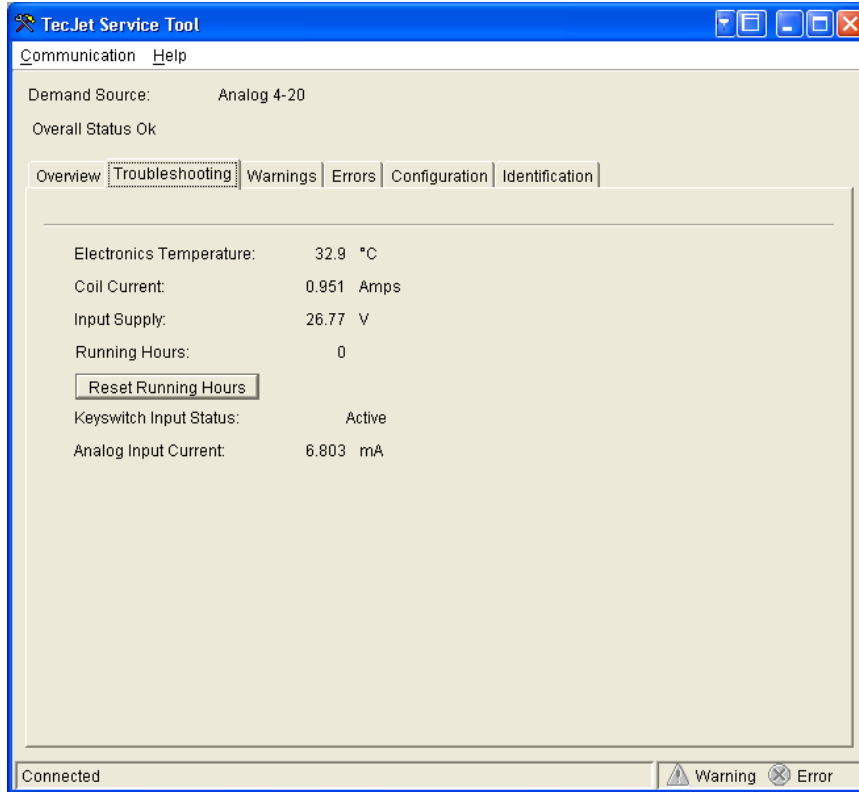 TecJet Service Tool
Communication Help
Demand Source: Analog 4-20
Overall Status Ok
Overview Troubleshooting Warnings Errors Configuration Identification
Electronics Temperature: 32.9 °C
Coil Current: 0.951 Amps
Input Supply: 26.77 V
Running Hours: 0
Reset Running Hours
Keyswitch Input Status: Active
Analog Input Current: 6.803 mA
Connected Warning Error